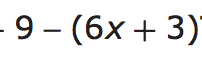 - 9 – (6x + 3)